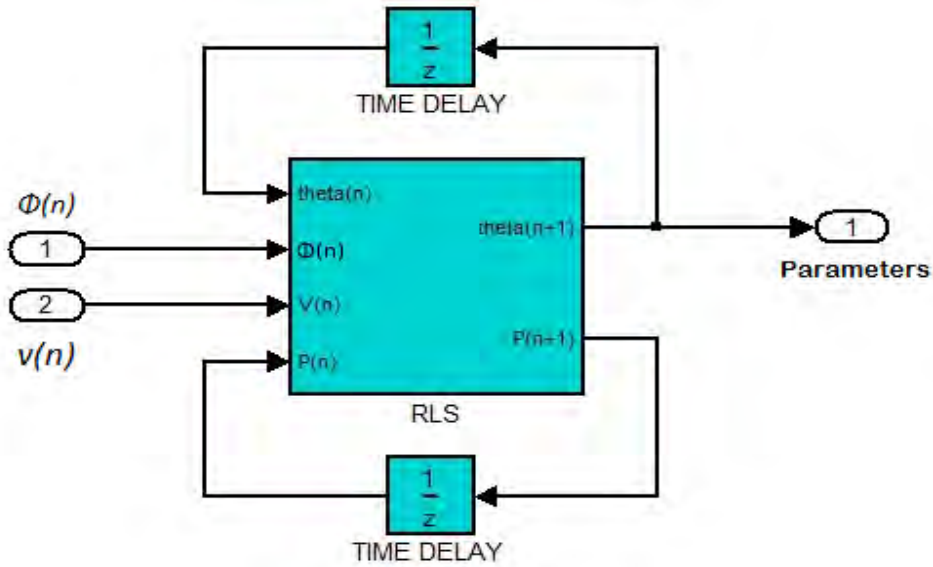 1
z
TIME DELAY
Φ(n)
1
2
v(n)
theta(n)
Φ(n)
V(n)
P(n)
theta(n+1)
P(n+1)
RLS
1
Parameters
1
z
TIME DELAY